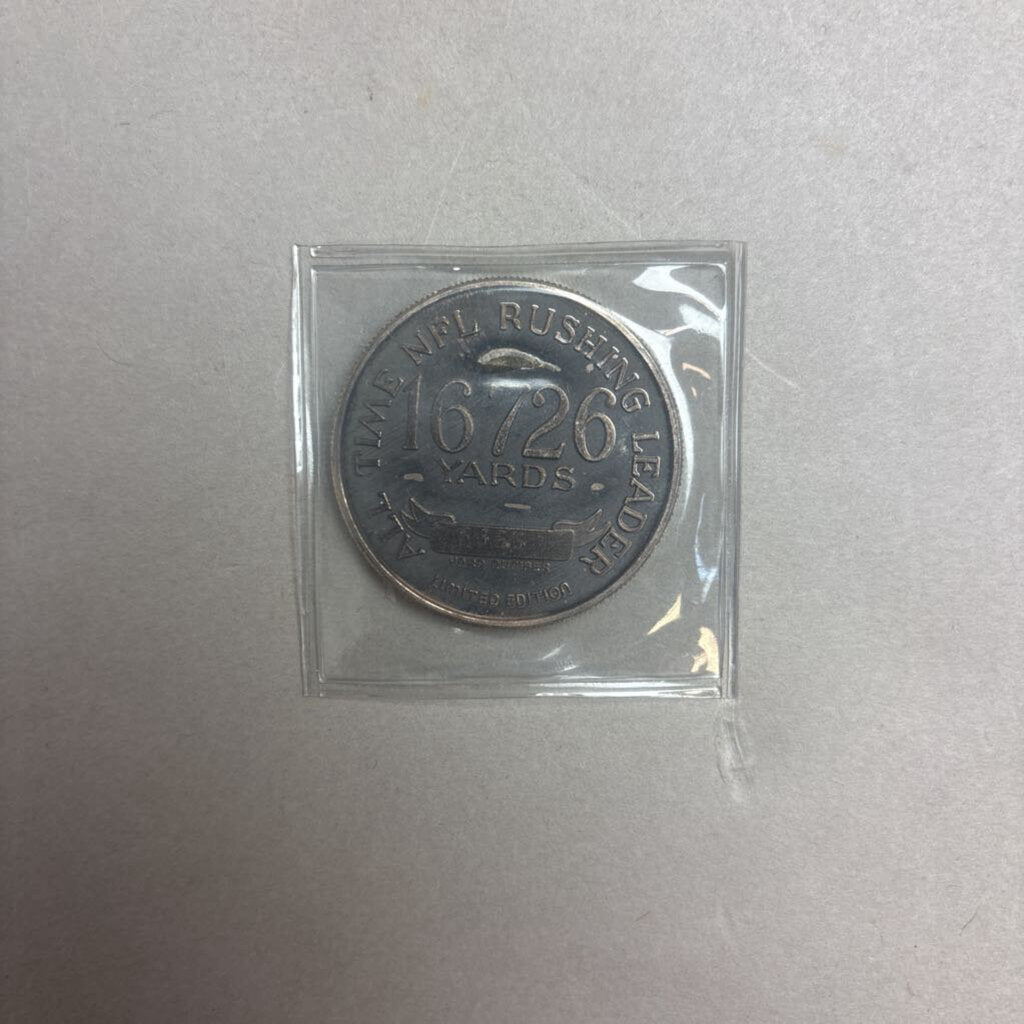 ALL TIME NFL RUSHING LEADER
16726
YARDS
LIMITED EDITION